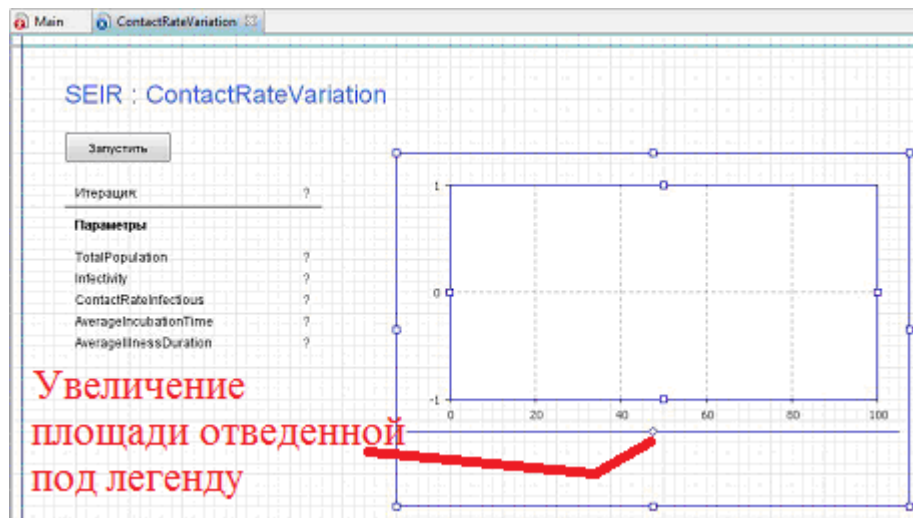 Main
ContactRateVariation
SEIR : ContactRateVariation
Запустить
Итерация: ?
Параметры
TotalPopulation ?
Infectivity ?
ContactRateInfectious ?
AverageIncubationTime ?
AverageIllnessDuration ?
1
0
-1
0 20 40 60 80 100
Увеличение
площади отведенной
под легенду